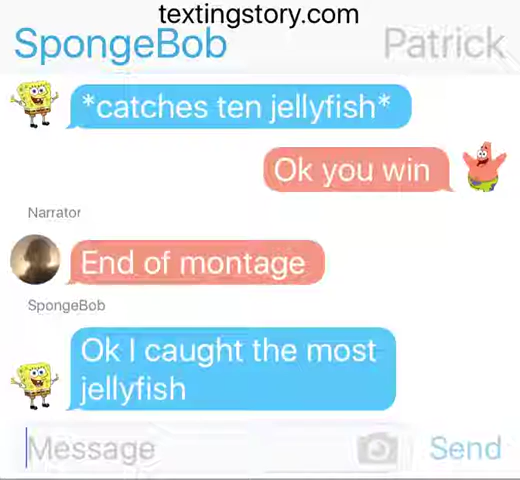 textingstory.com
SpongeBob
Patrick
*catches ten jellyfish*
Ok you win
Narrator
End of montage
SpongeBob
Ok I caught the most
jellyfish
Message
Send